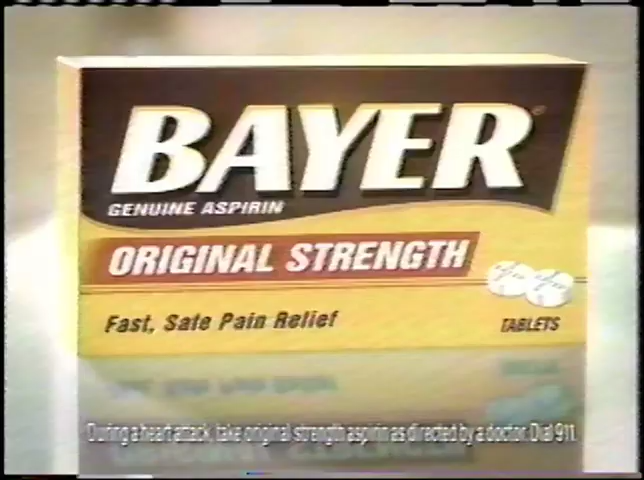 BAYER®
GENUINE ASPIRIN
ORIGINAL STRENGTH
Fast, Safe Pain Relief
TABLETS
During a heart attack, take original strength aspirin as directed by a doctor. Dial 911.